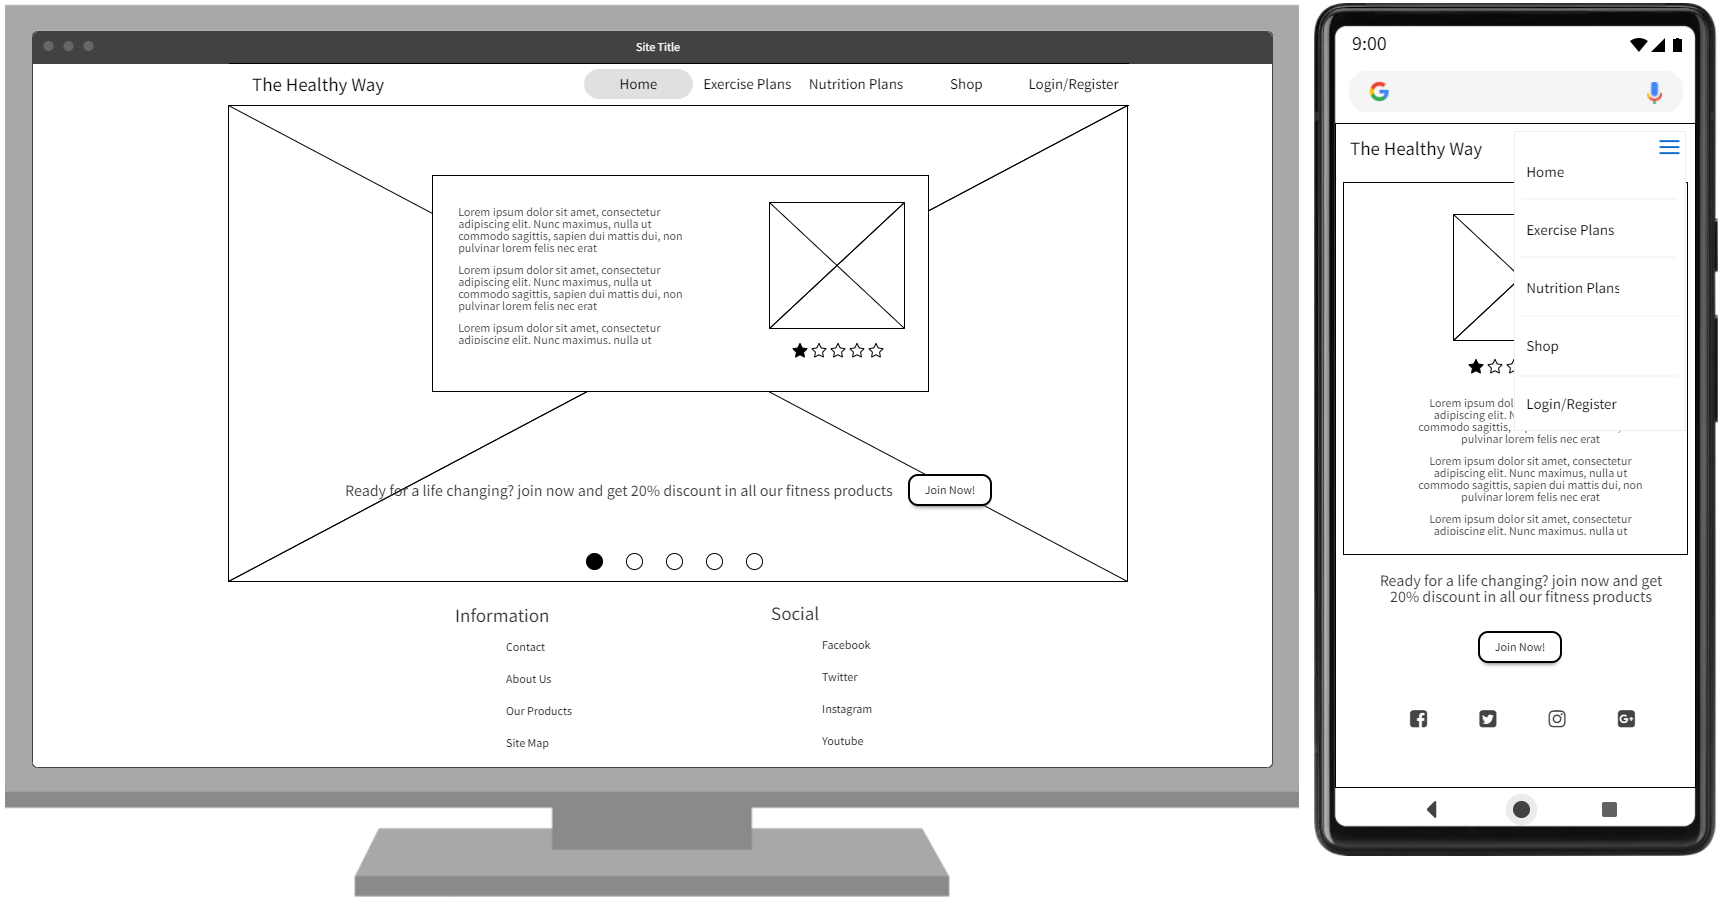 Site Title
The Healthy Way
Home
Exercise Plans
Nutrition Plans
Shop
Login/Register
Lorem ipsum dolor sit amet, consectetur
adipiscing elit. Nunc maximus, nulla ut
commodo sagittis, sapien dui mattis dui, non
pulvinar lorem felis nec erat
Lorem ipsum dolor sit amet, consectetur
adipiscing elit. Nunc maximus, nulla ut
commodo sagittis, sapien dui mattis dui, non
pulvinar lorem felis nec erat
Lorem ipsum dolor sit amet, consectetur
adipiscing elit. Nunc maximus, nulla ut
Ready for a life changing? join now and get 20% discount in all our fitness products
Join Now!
Information
Contact
About Us
Our Products
Site Map
Social
Facebook
Twitter
Instagram
Youtube
9:00
The Healthy Way
Home
Exercise Plans
Nutrition Plans
Shop
Login/Register
Lorem ipsum
adipiscing elit.
commodo sagittis,
pulvinar lorem felis nec erat
Lorem ipsum dolor sit amet, consectetur
adipiscing elit. Nunc maximus, nulla ut
commodo sagittis, sapien dui mattis dui, non
pulvinar lorem felis nec erat
Lorem ipsum dolor sit amet, consectetur
adipiscing elit. Nunc maximus, nulla ut
Ready for a life changing? join now and get
20% discount in all our fitness products
Join Now!